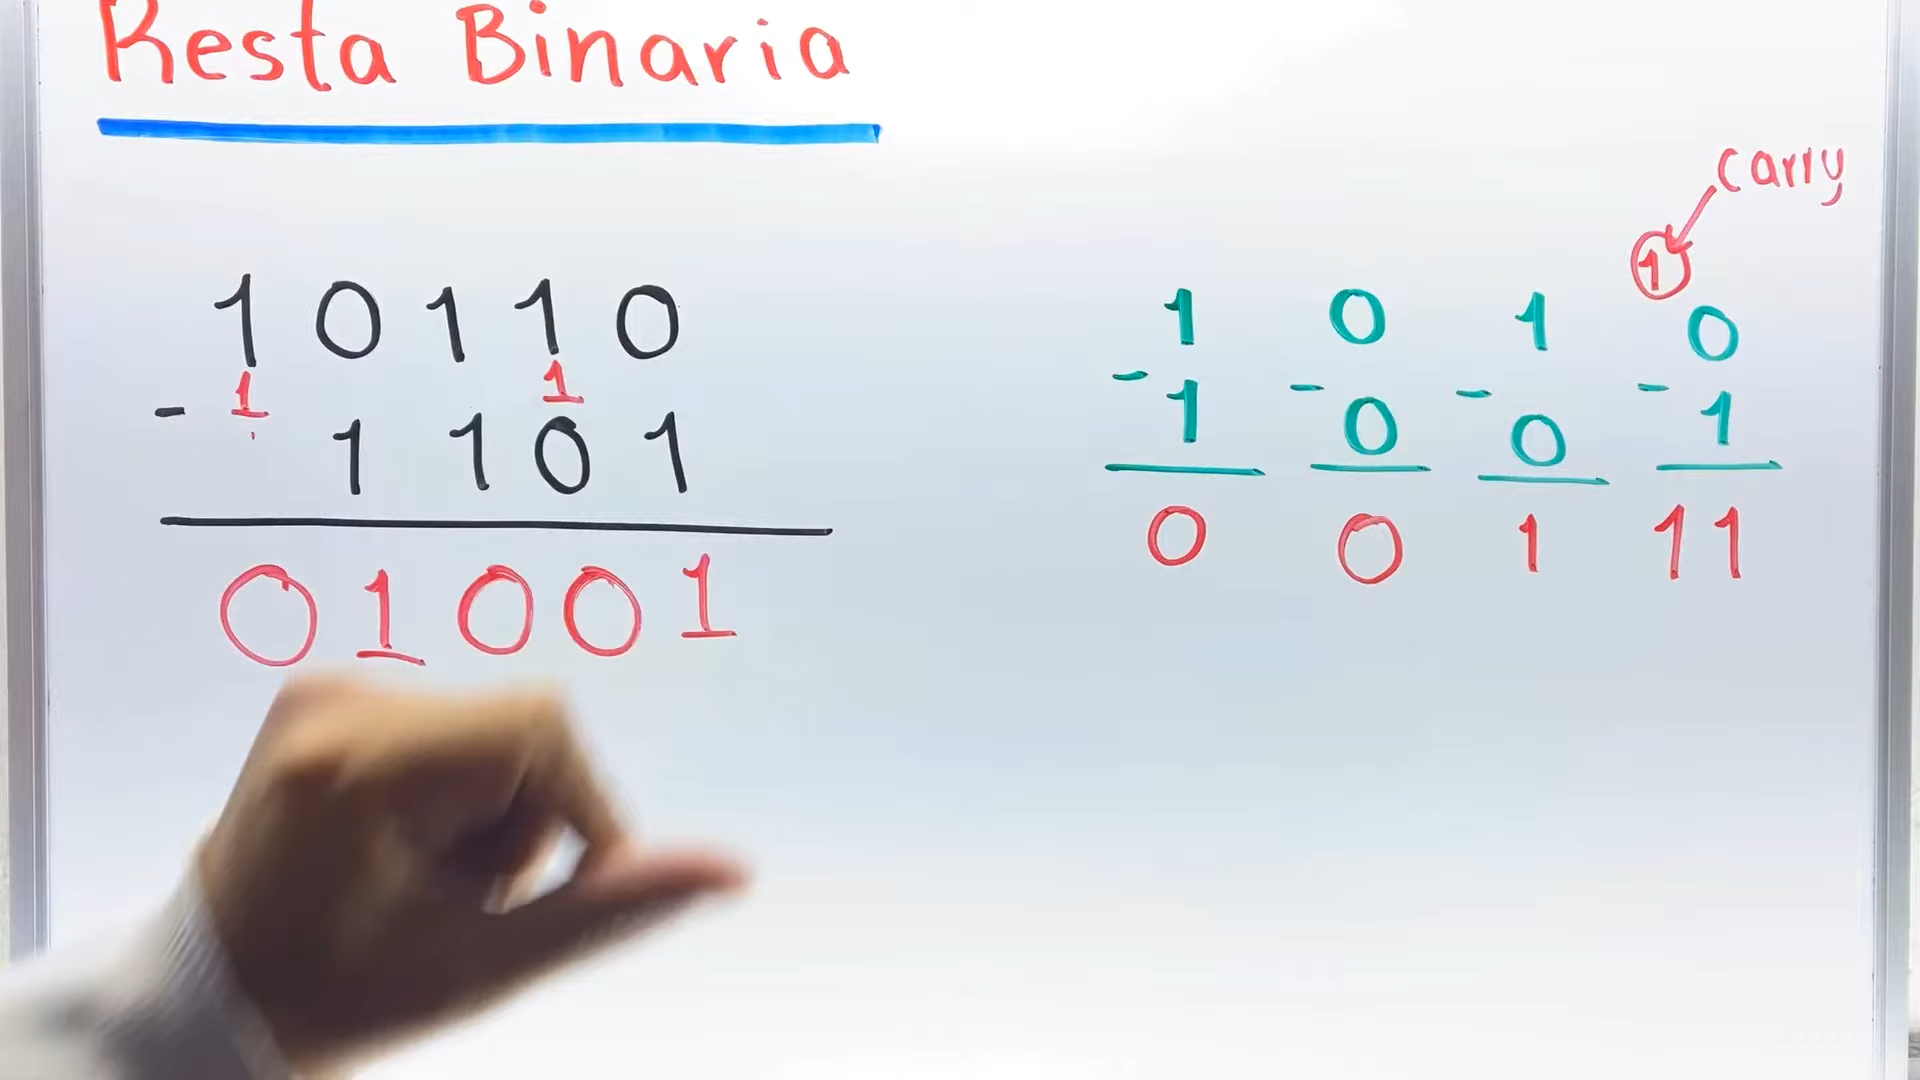 Resta Binaria
carry
1
1 0 1 1 0
1 1
- 1 1 0 1
0 1 0 0 1
1 0 1 0
- 1 - 0 - 0 - 1
0 0 1 11